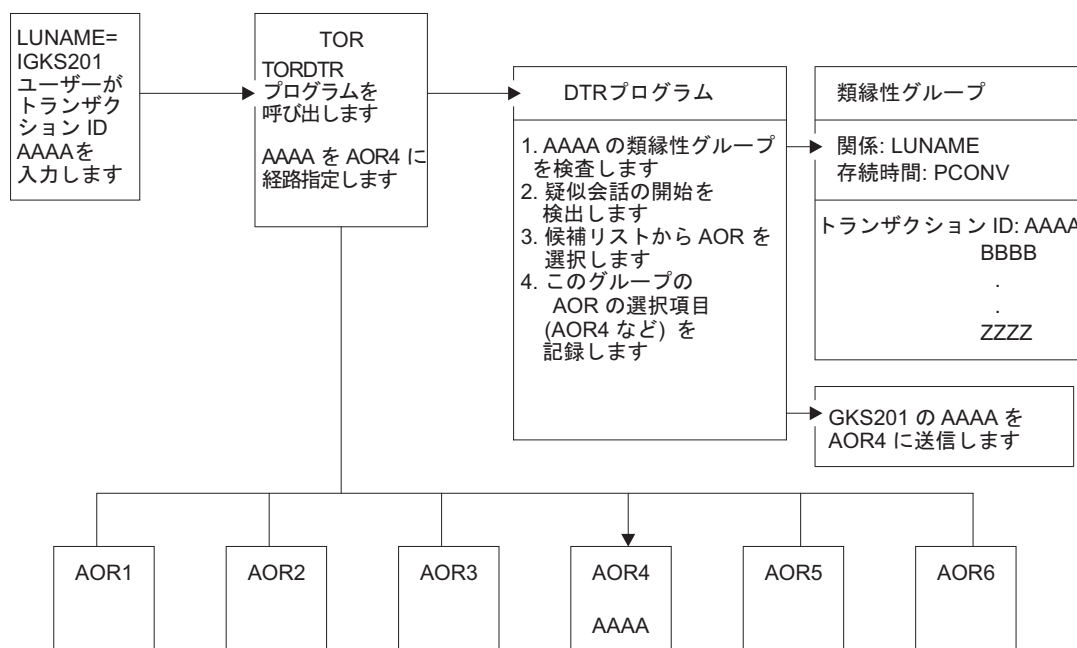 LUNAME=
IGKS201
ユーザーが
トランザク
ション ID
AAAAを
入力します
TOR
TORDTR
プログラムを
呼び出します
AAAA を AOR4 に
経路指定します
DTRプログラム
1. AAAA の類縁性グループ
を検査します
2. 疑似会話の開始を
検出します
3. 候補リストから AOR を
選択します
4. このグループの
AOR の選択項目
(AOR4 など) を
記録します
類縁性グループ
関係: LUNAME
存続時間: PCONV
トランザクション ID: AAAA
BBBB
.
.
ZZZZ
GKS201 の AAAA を
AOR4 に送信します
AOR1
AOR2
AOR3
AOR4
AAAA
AOR5
AOR6